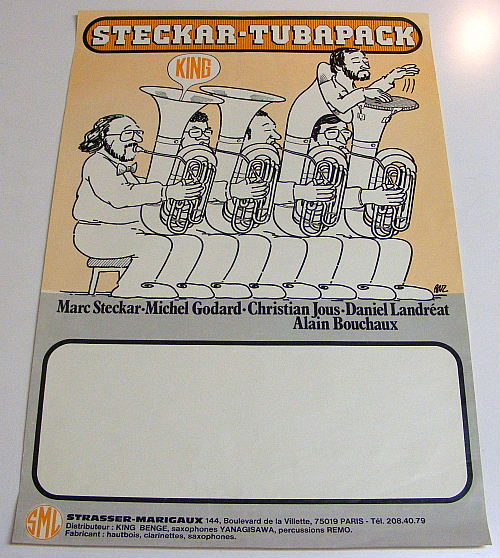 STECKAR-TUBAPACK
KING
AWZ
Marc Steckar·Michel Godard·Christian Jous·Daniel Landréat
Alain Bouchaux
SML
STRASSER-MARIGAUX 144, Boulevard de la Villette, 75019 PARIS - Tél. 208.40.79
Distributeur : KING BENGE, saxophones YANAGISAWA, percussions REMO.
Fabricant : hautbois, clarinettes, saxophones.